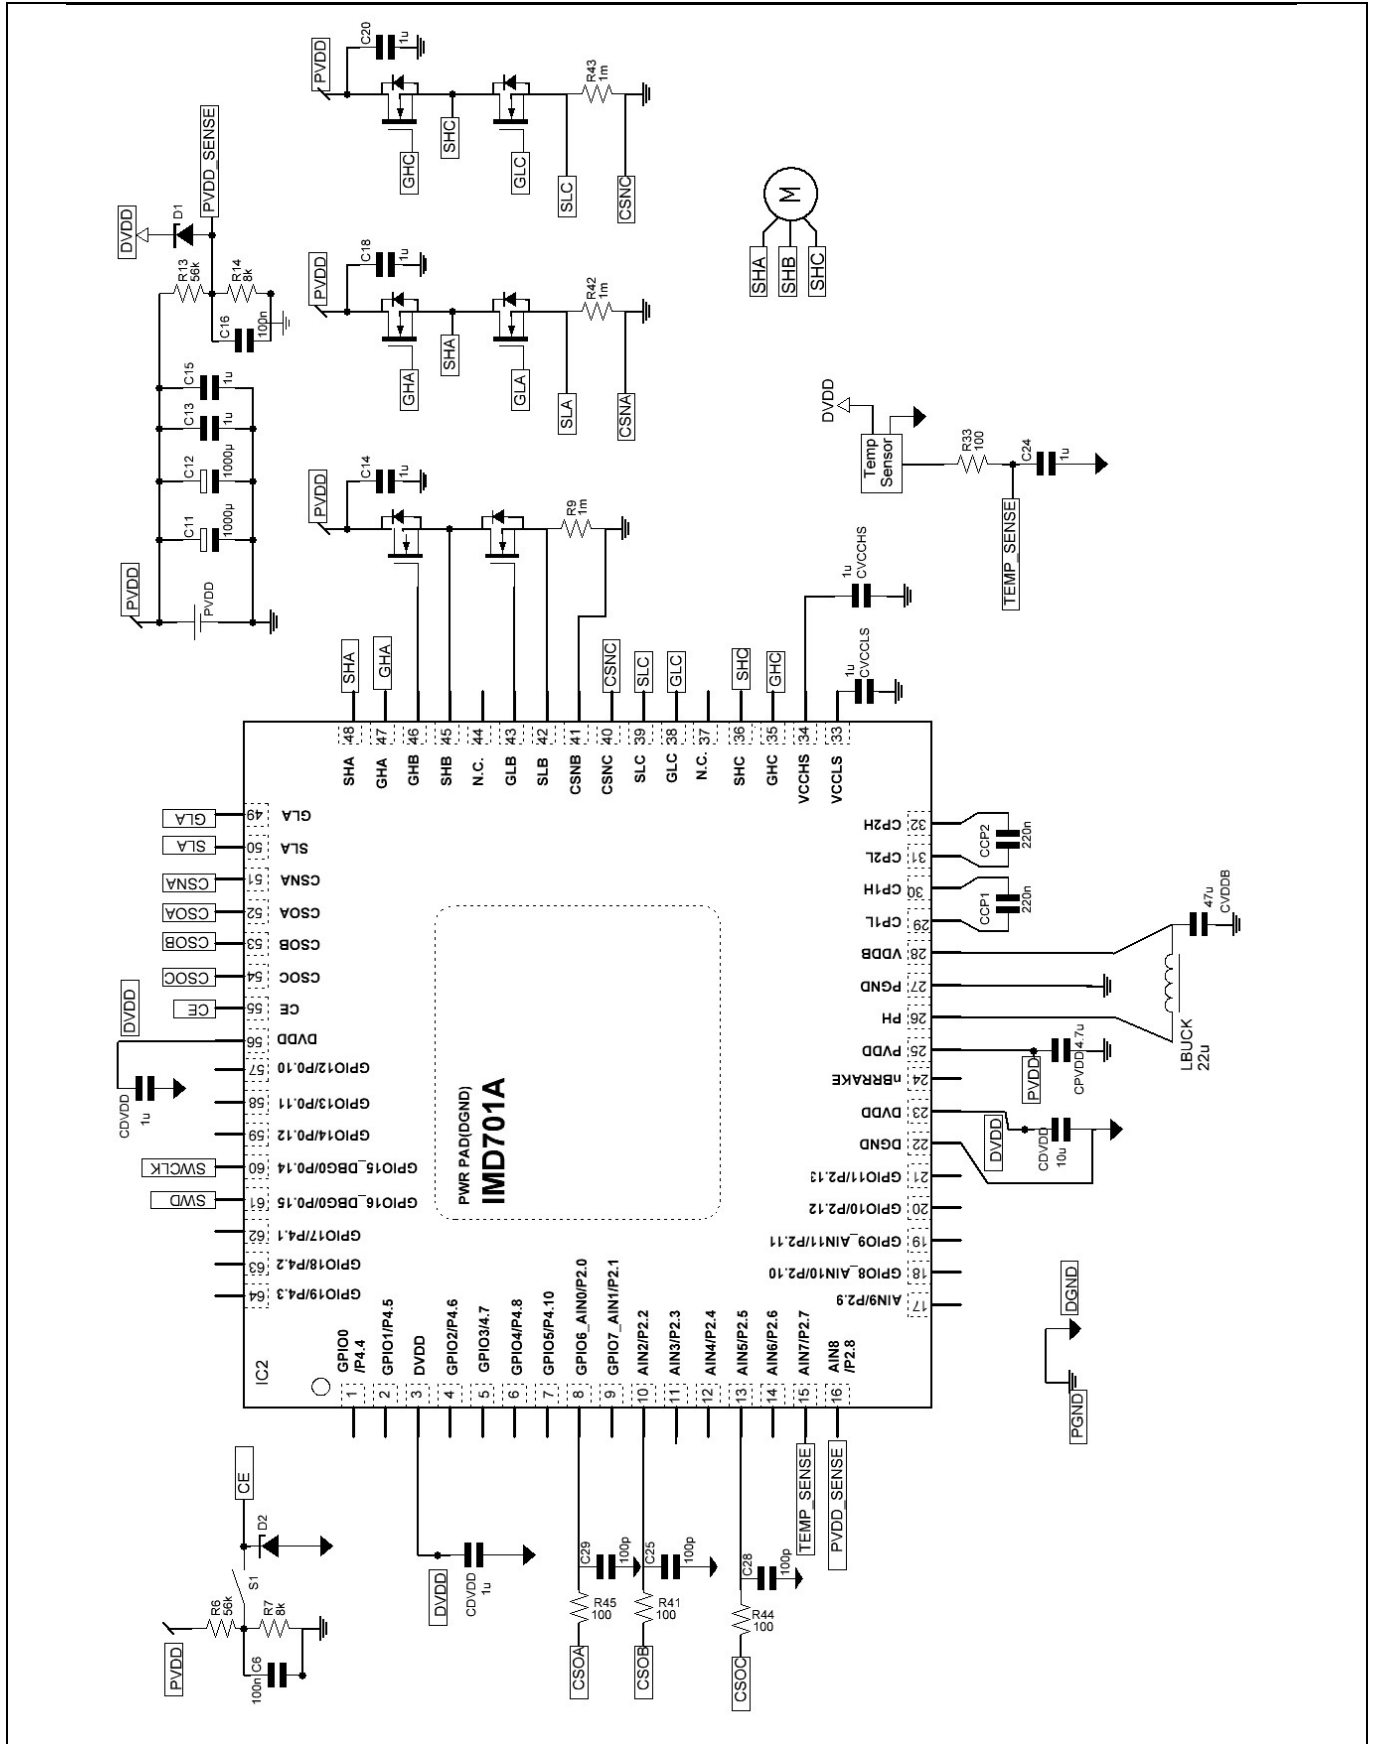 PVDD
C20
1u
GHC
SHC
GLC
R43
1m
SLC
CSNC
DVDD
D1
PVDD_SENSE
R13
56k
R14
8k
C16
100n
C15
1u
C13
1u
C12
1000µ
C11
1000µ
PVDD
PVDD
PVDD
C18
1u
GHA
SHA
GLA
R42
1m
SLA
CSNA
PVDD
C14
1u
R9
1m
M
SHA
SHB
SHC
DVDD
Temp
Sensor
R33
100
C24
1u
TEMP_SENSE
1u
CVCCHS
1u
CVCCLS
SHA
GHA
CSNC
SLC
GLC
SHC
GHC
48
47
46
45
44
43
42
41
40
39
38
37
36
35
34
33
SHA
GHA
GHB
SHB
N.C.
GLB
SLB
CSNB
CSNC
SLC
GLC
N.C.
SHC
GHC
VCCHS
VCCLS
GLA
49
GLA
SLA
50
SLA
CSNA
51
CSNA
CSOA
52
CSOA
CSOB
53
CSOB
CSOC
54
CSOC
CE
55
CE
DVDD
56
DVDD
CDVDD
1u
57
GPIO12/P0.10
58
GPIO13/P0.11
59
GPIO14/P0.12
SWCLK
60
GPIO15_DBG0/P0.14
SWD
61
GPIO16_DBG0/P0.15
62
GPIO17/P4.1
63
GPIO18/P4.2
64
GPIO19/P4.3
PWR PAD(DGND)
IMD701A
CP2H
32
CP2L
31
CCP2
220n
CP1H
30
CP1L
29
CCP1
220n
VDDB
28
47u
CVDDB
PGND
27
PH
26
LBUCK
22u
PVDD
25
PVDD
CPVDD 4.7u
nBRRAKE
24
DVDD
23
DVDD
CDVDD
10u
DGND
22
GPIO11/P2.13
21
GPIO10/P2.12
20
GPIO9_AIN11/P2.11
19
GPIO8_AIN10/P2.10
18
AIN9/P2.9
17
IC2
GPIO0
/P4.4
GPIO1/P4.5
DVDD
GPIO2/P4.6
GPIO3/4.7
GPIO4/P4.8
GPIO5/P4.10
GPIO6_AIN0/P2.0
GPIO7_AIN1/P2.1
AIN2/P2.2
AIN3/P2.3
AIN4/P2.4
AIN5/P2.5
AIN6/P2.6
AIN7/P2.7
AIN8
/P2.8
1
2
3
4
5
6
7
8
9
10
11
12
13
14
15
16
DGND
PGND
CE
D2
S1
R6
56k
R7
8k
PVDD
C6
100n
DVDD
CDVDD
1u
C29
100p
R45
100
CSOA
C25
100p
R41
100
CSOB
C28
100p
R44
100
CSOC
TEMP_SENSE
PVDD_SENSE